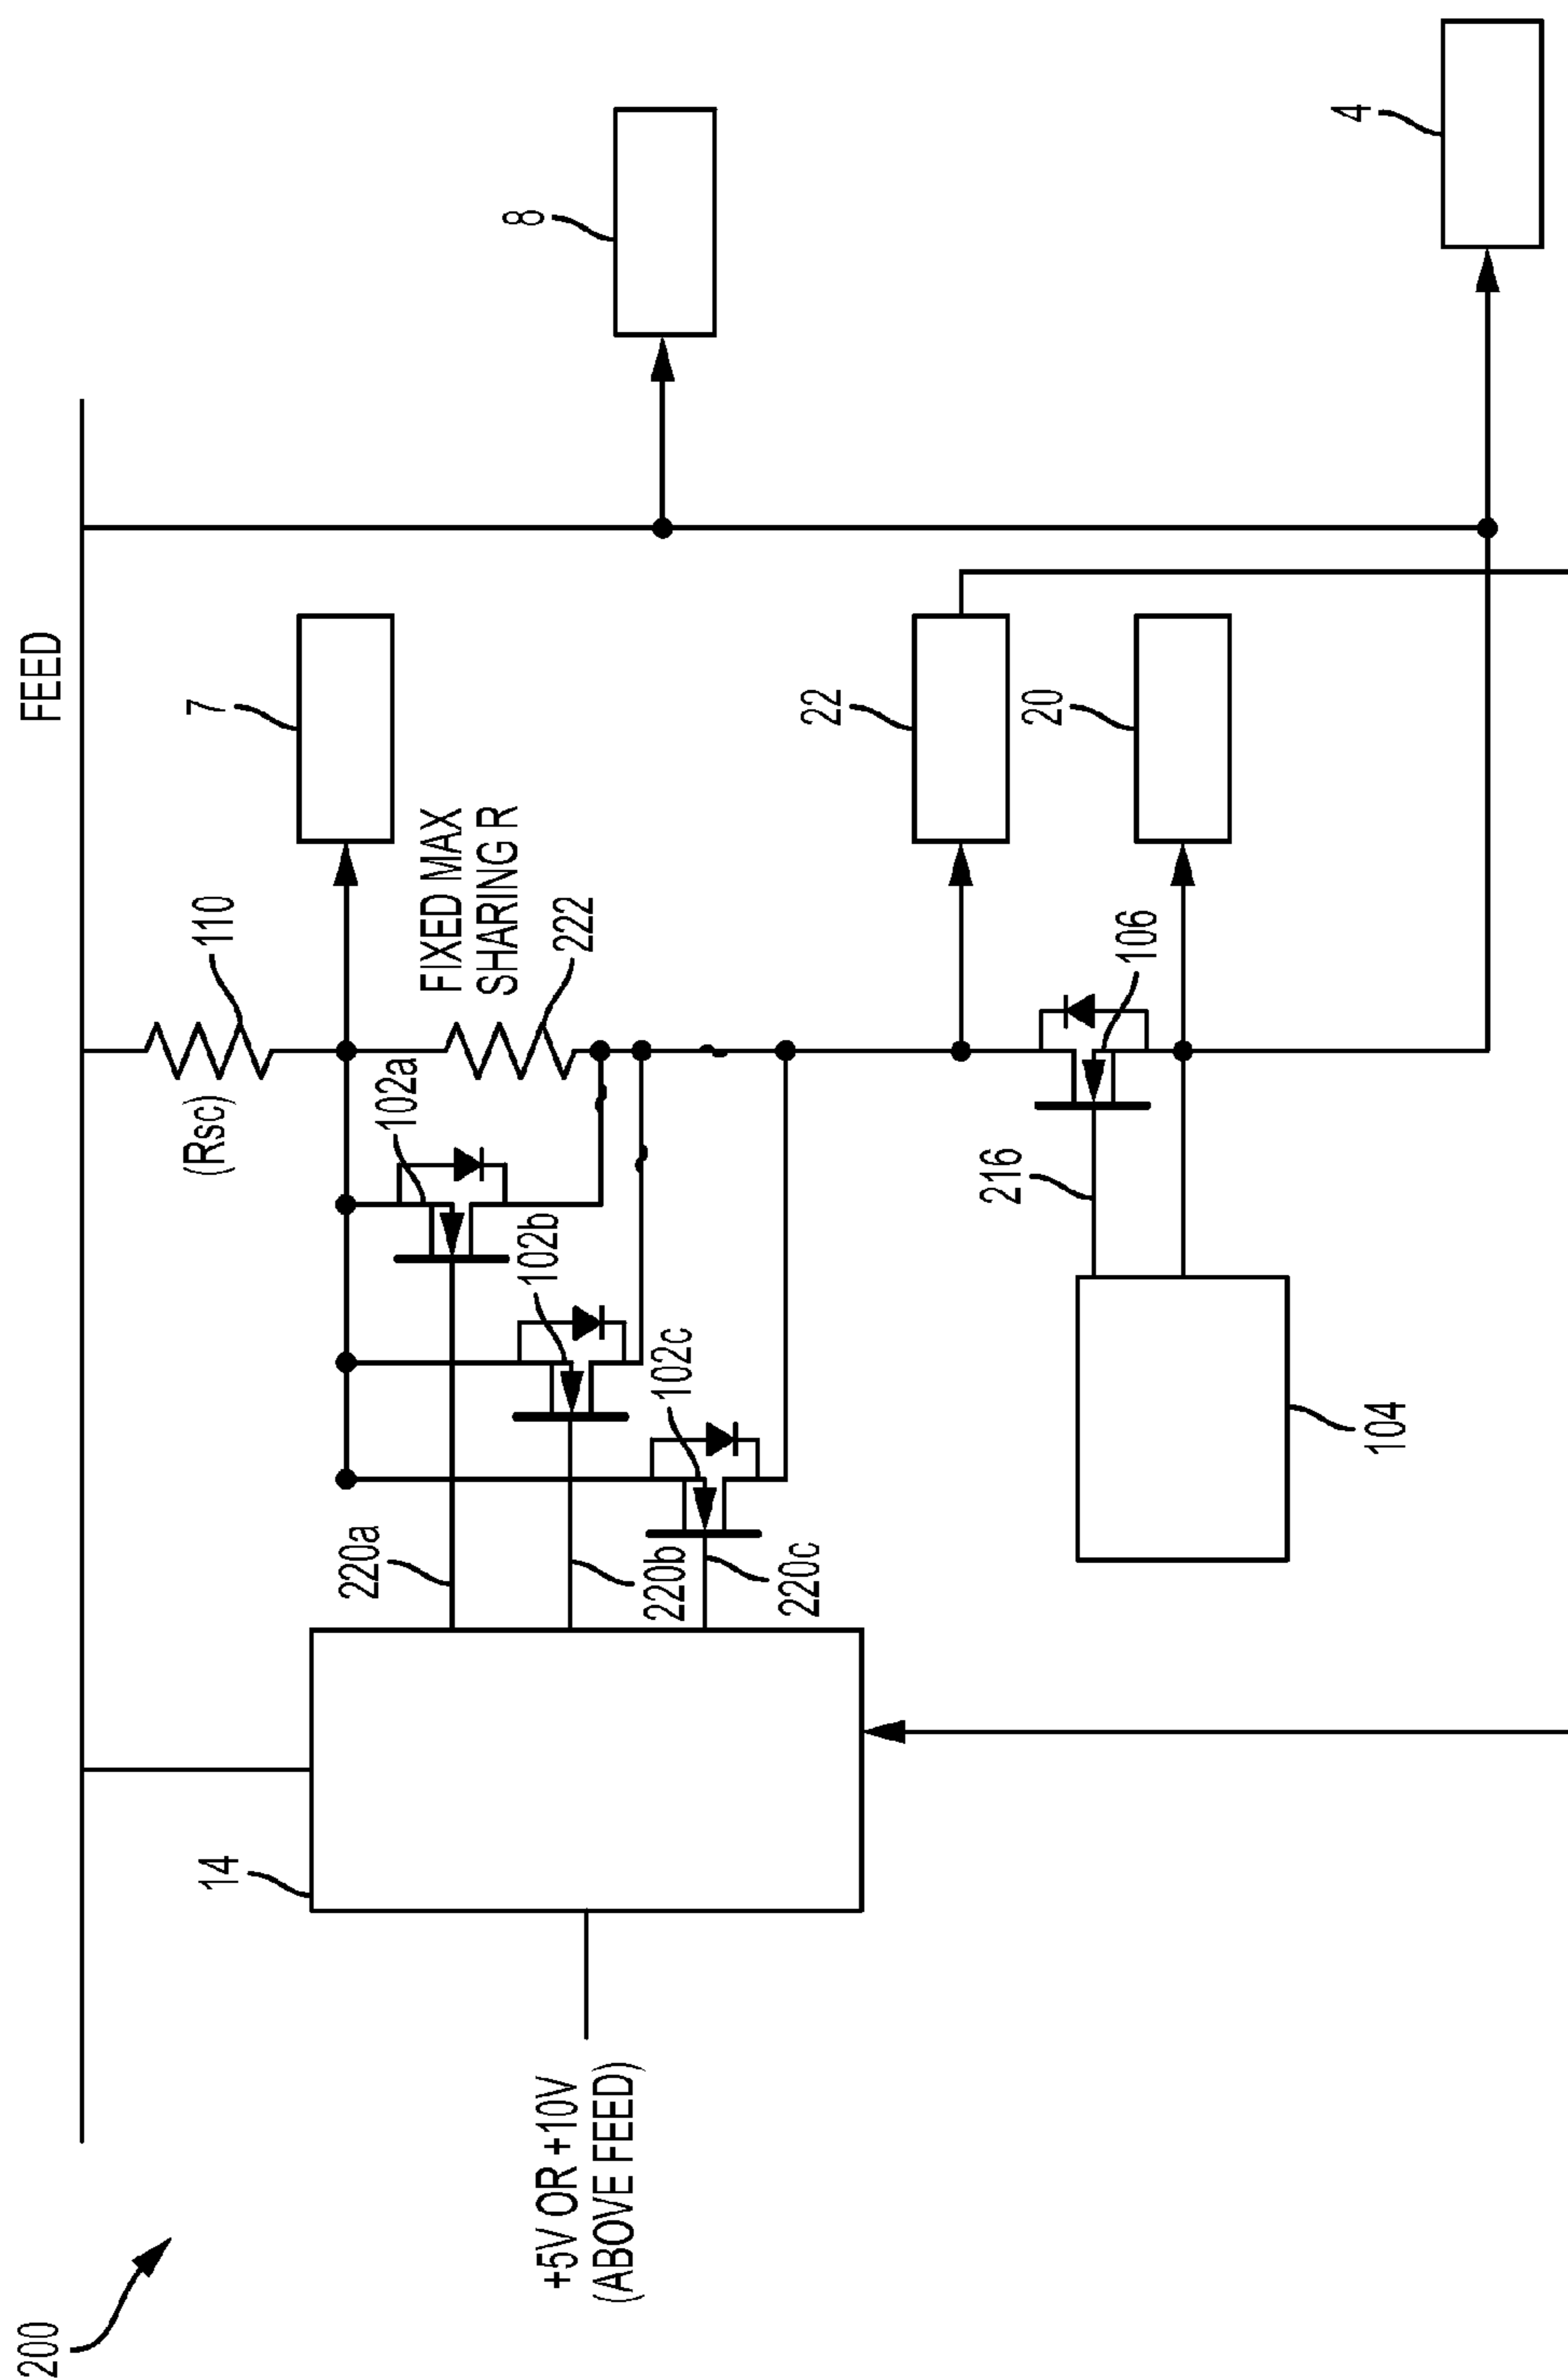 200
FEED
+5V OR +10V
(ABOVE FEED)
14
220a
220b
220c
102a
102b
102c
(Rsc)
110
FIXED MAX
SHARING R
222
7
8
22
20
4
216
106
104